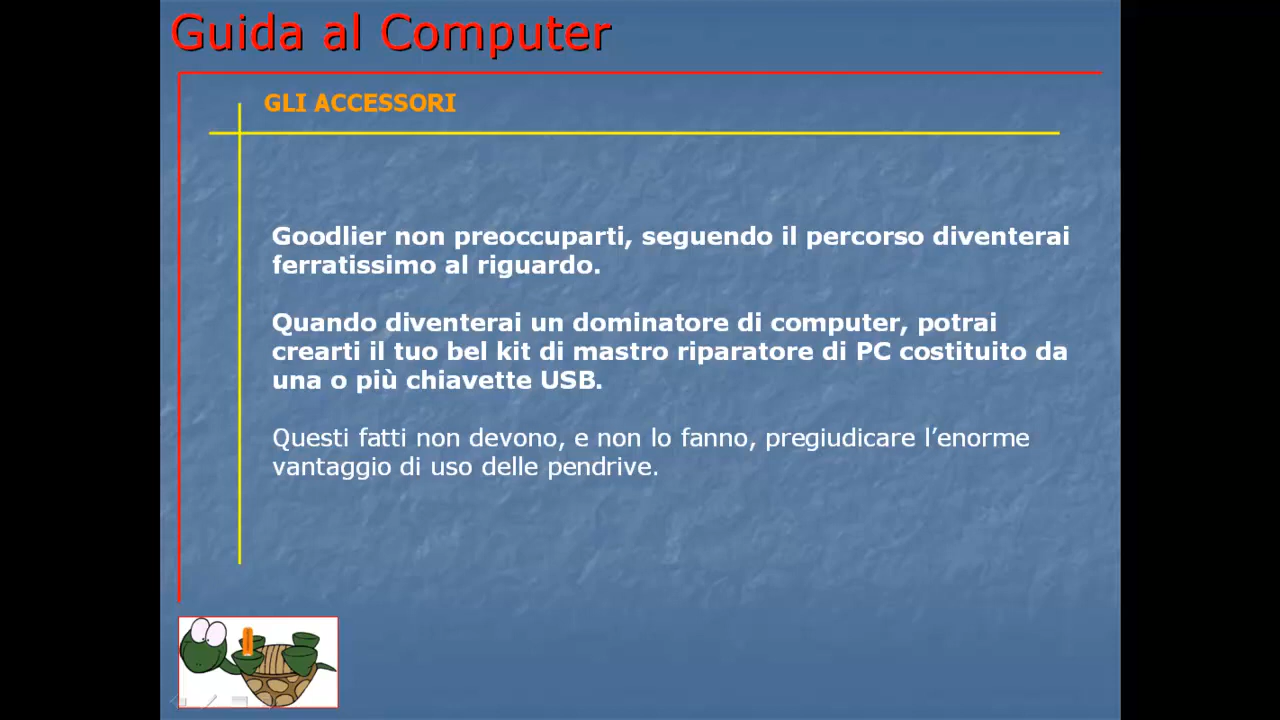 Guida al Computer
GLI ACCESSORI
Goodlier non preoccuparti, seguendo il percorso diventerai
ferratissimo al riguardo.
Quando diventerai un dominatore di computer, potrai
crearti il tuo bel kit di mastro riparatore di PC costituito da
una o più chiavette USB.
Questi fatti non devono, e non lo fanno, pregiudicare l’enorme
vantaggio di uso delle pendrive.